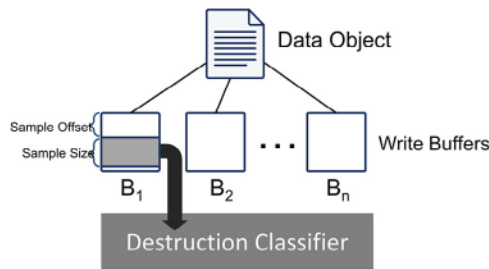 Data Object
Sample Offset
Sample Size
Write Buffers
B1 B2 Bn
Destruction Classifier